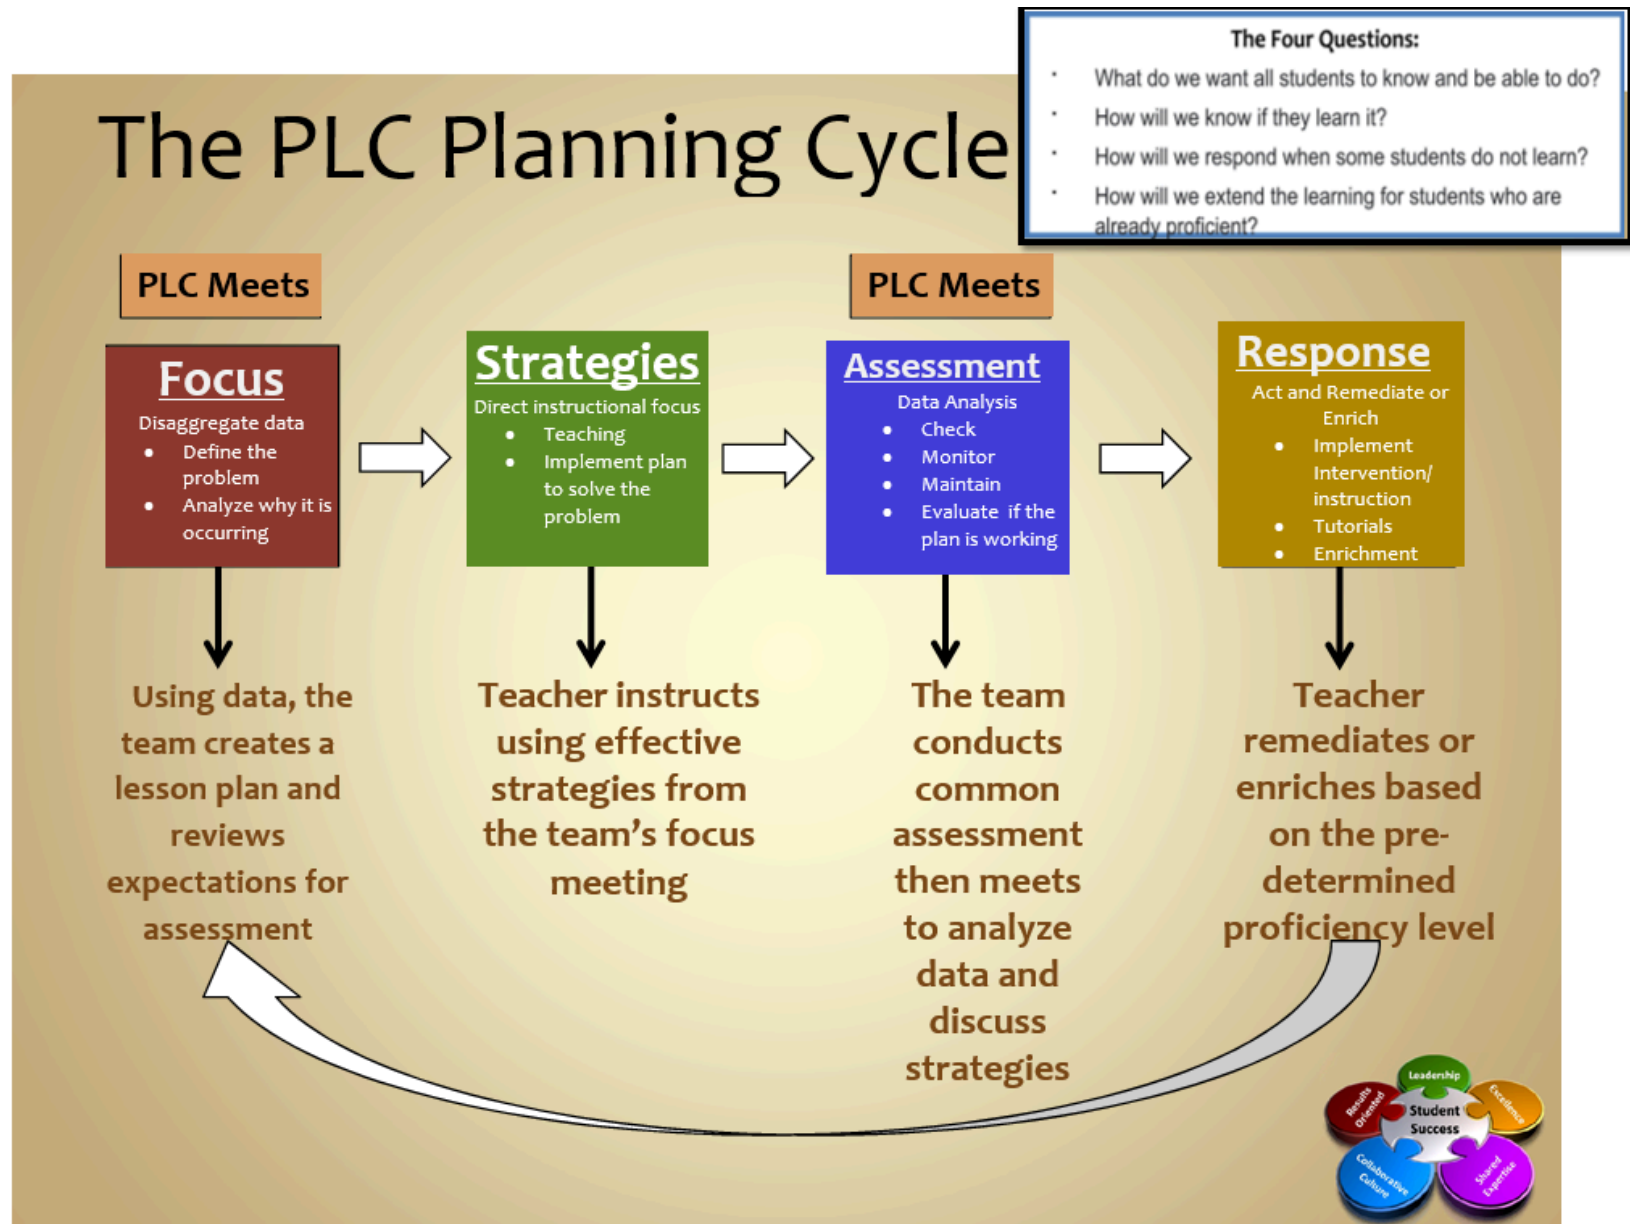 The Four Questions:
· What do we want all students to know and be able to do?
· How will we know if they learn it?
· How will we respond when some students do not learn?
· How will we extend the learning for students who are
already proficient?
The PLC Planning Cycle
PLC Meets
Focus
Disaggregate data
• Define the
problem
• Analyze why it is
occurring
Using data, the
team creates a
lesson plan and
reviews
expectations for
assessment
Strategies
Direct instructional focus
• Teaching
• Implement plan
to solve the
problem
Teacher instructs
using effective
strategies from
the team's focus
meeting
PLC Meets
Assessment
Data Analysis
• Check
• Monitor
• Maintain
• Evaluate if the
plan is working
The team
conducts
common
assessment
then meets
to analyze
data and
discuss
strategies
Response
Act and Remediate or
Enrich
• Implement
Intervention/
instruction
• Tutorials
• Enrichment
Teacher
remediates or
enriches based
on the pre-
determined
proficiency level
Leadership
Results
Oriented
Excellence
Student
Success
Collaborative
Culture
Shared
Expertise